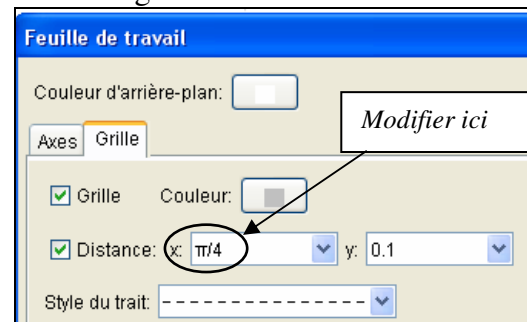 Feuille de travail
Couleur d'arrière-plan:
Modifier ici
Axes Grille
Grille Couleur:
Distance: x: π/4 y: 0.1
Style du trait: